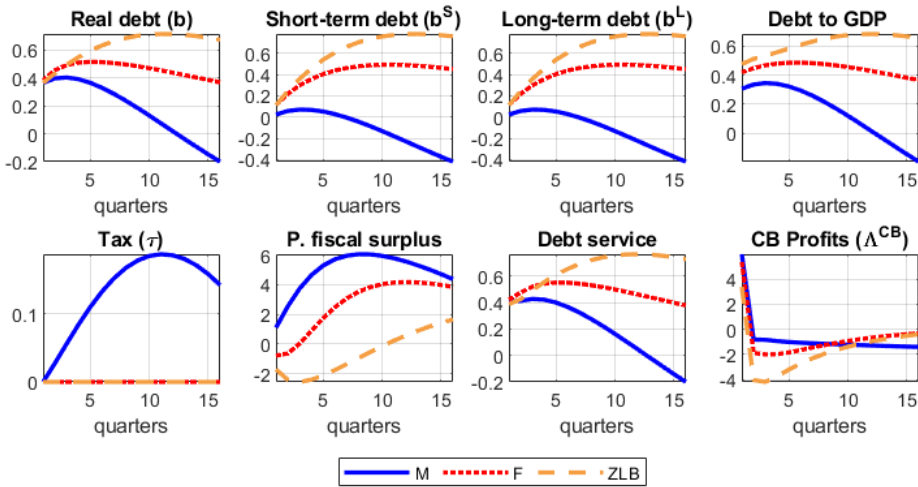 Real debt (b) Short-term debt (b^S) Long-term debt (b^L) Debt to GDP
0.6
0.4
0.2
0
-0.2
5 10 15
quarters
0.6
0.4
0.2
0
-0.2
-0.4
5 10 15
quarters
0.6
0.4
0.2
0
-0.2
-0.4
5 10 15
quarters
0.6
0.4
0.2
0
5 10 15
quarters
Tax (τ) P. fiscal surplus Debt service CB Profits (Λ^CB)
0.1
0
5 10 15
quarters
6
4
2
0
-2
5 10 15
quarters
0.6
0.4
0.2
0
-0.2
5 10 15
quarters
4
2
0
-2
-4
5 10 15
quarters
M F ZLB